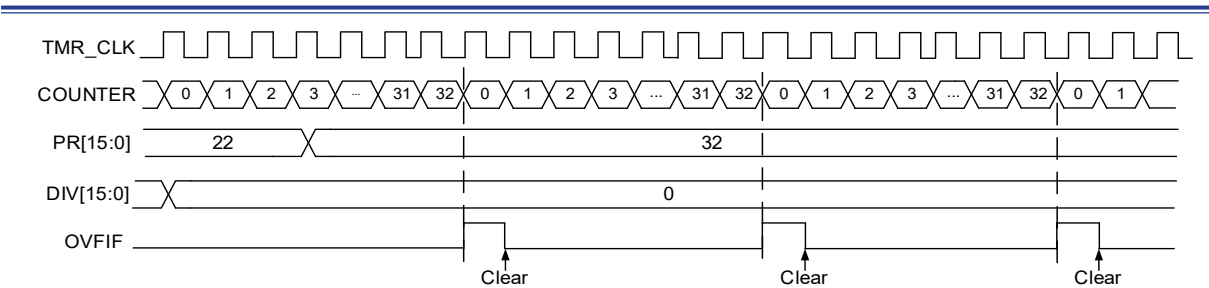 TMR_CLK
COUNTER 0 1 2 3 ... 31 32 0 1 2 3 ... 31 32 0 1 2 3 ... 31 32 0 1
PR[15:0] 22 32
DIV[15:0] 0
OVFIF
Clear Clear Clear